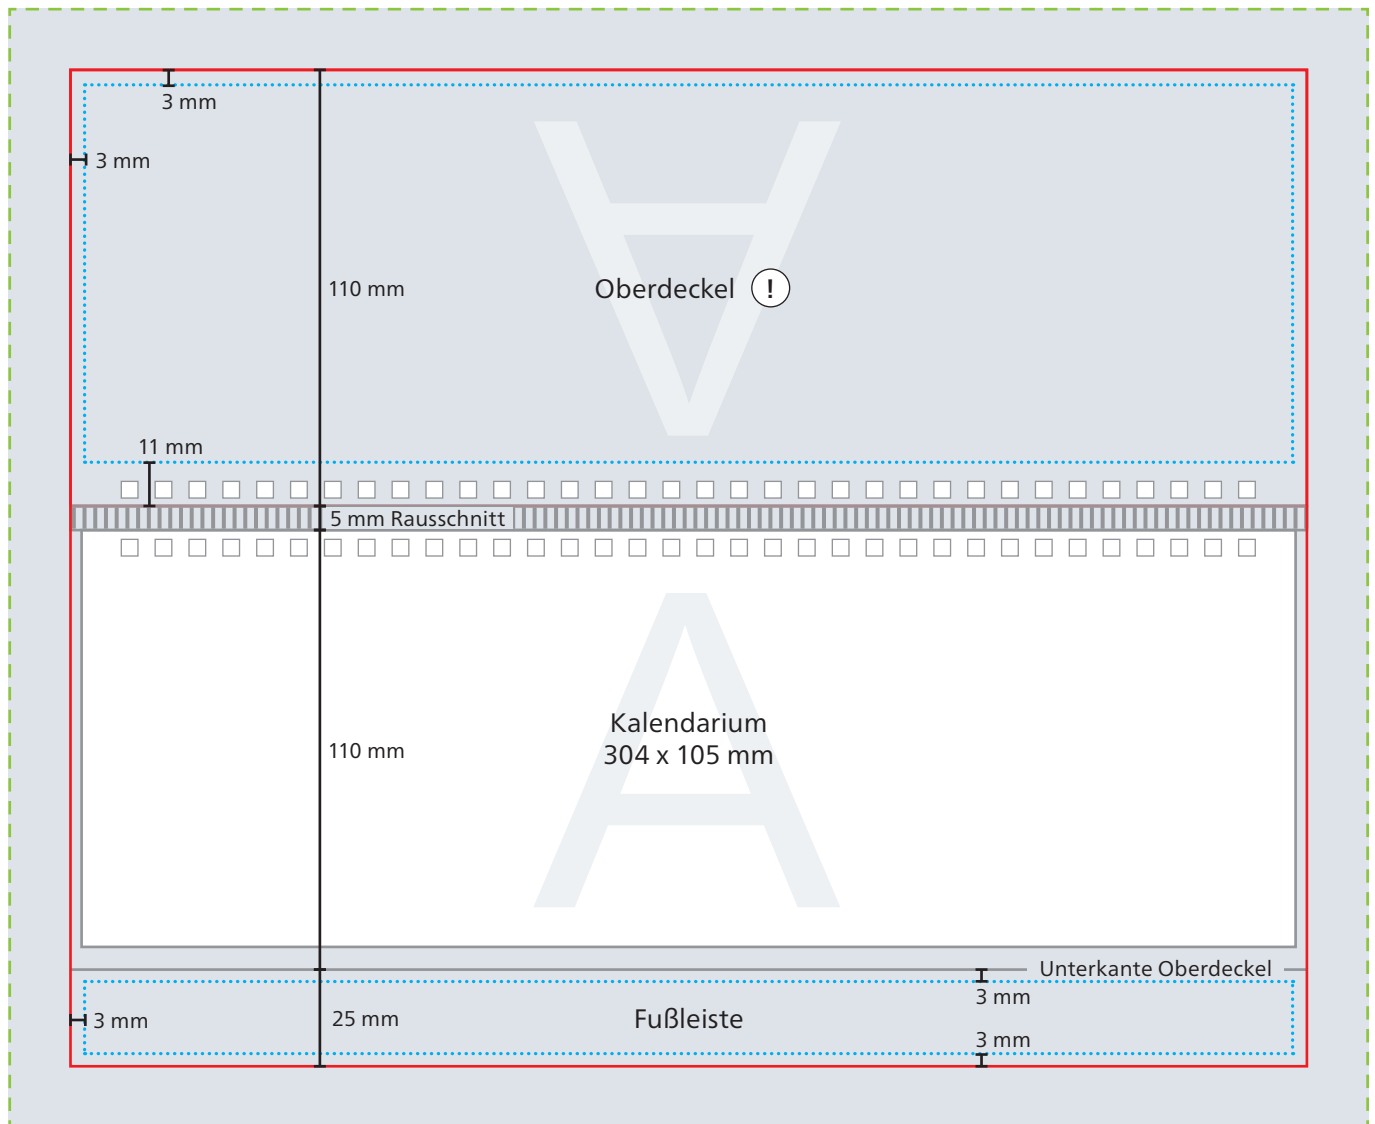 3 mm
3 mm
A
110 mm
Oberdeckel !
11 mm
5 mm Rausschnitt
A
Kalendarium
304 x 105 mm
110 mm
Unterkante Oberdeckel
3 mm
3 mm
25 mm
Fußleiste
3 mm